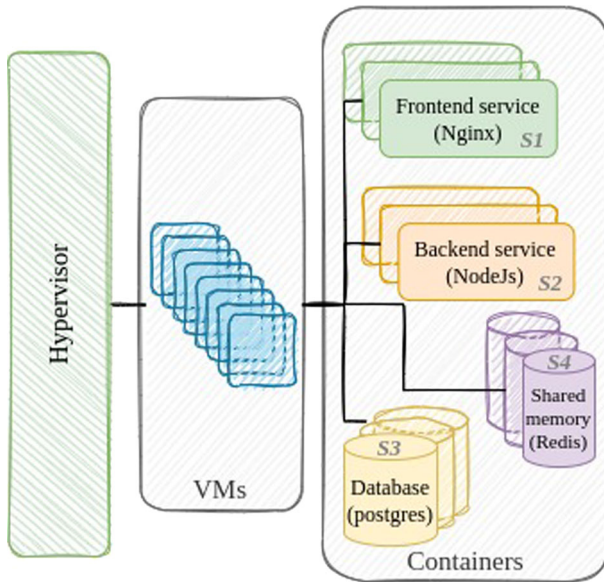 Hypervisor
VMs
Frontend service
(Nginx)
S1
Backend service
(NodeJs)
S2
S4
Shared
memory
(Redis)
S3
Database
(postgres)
Containers